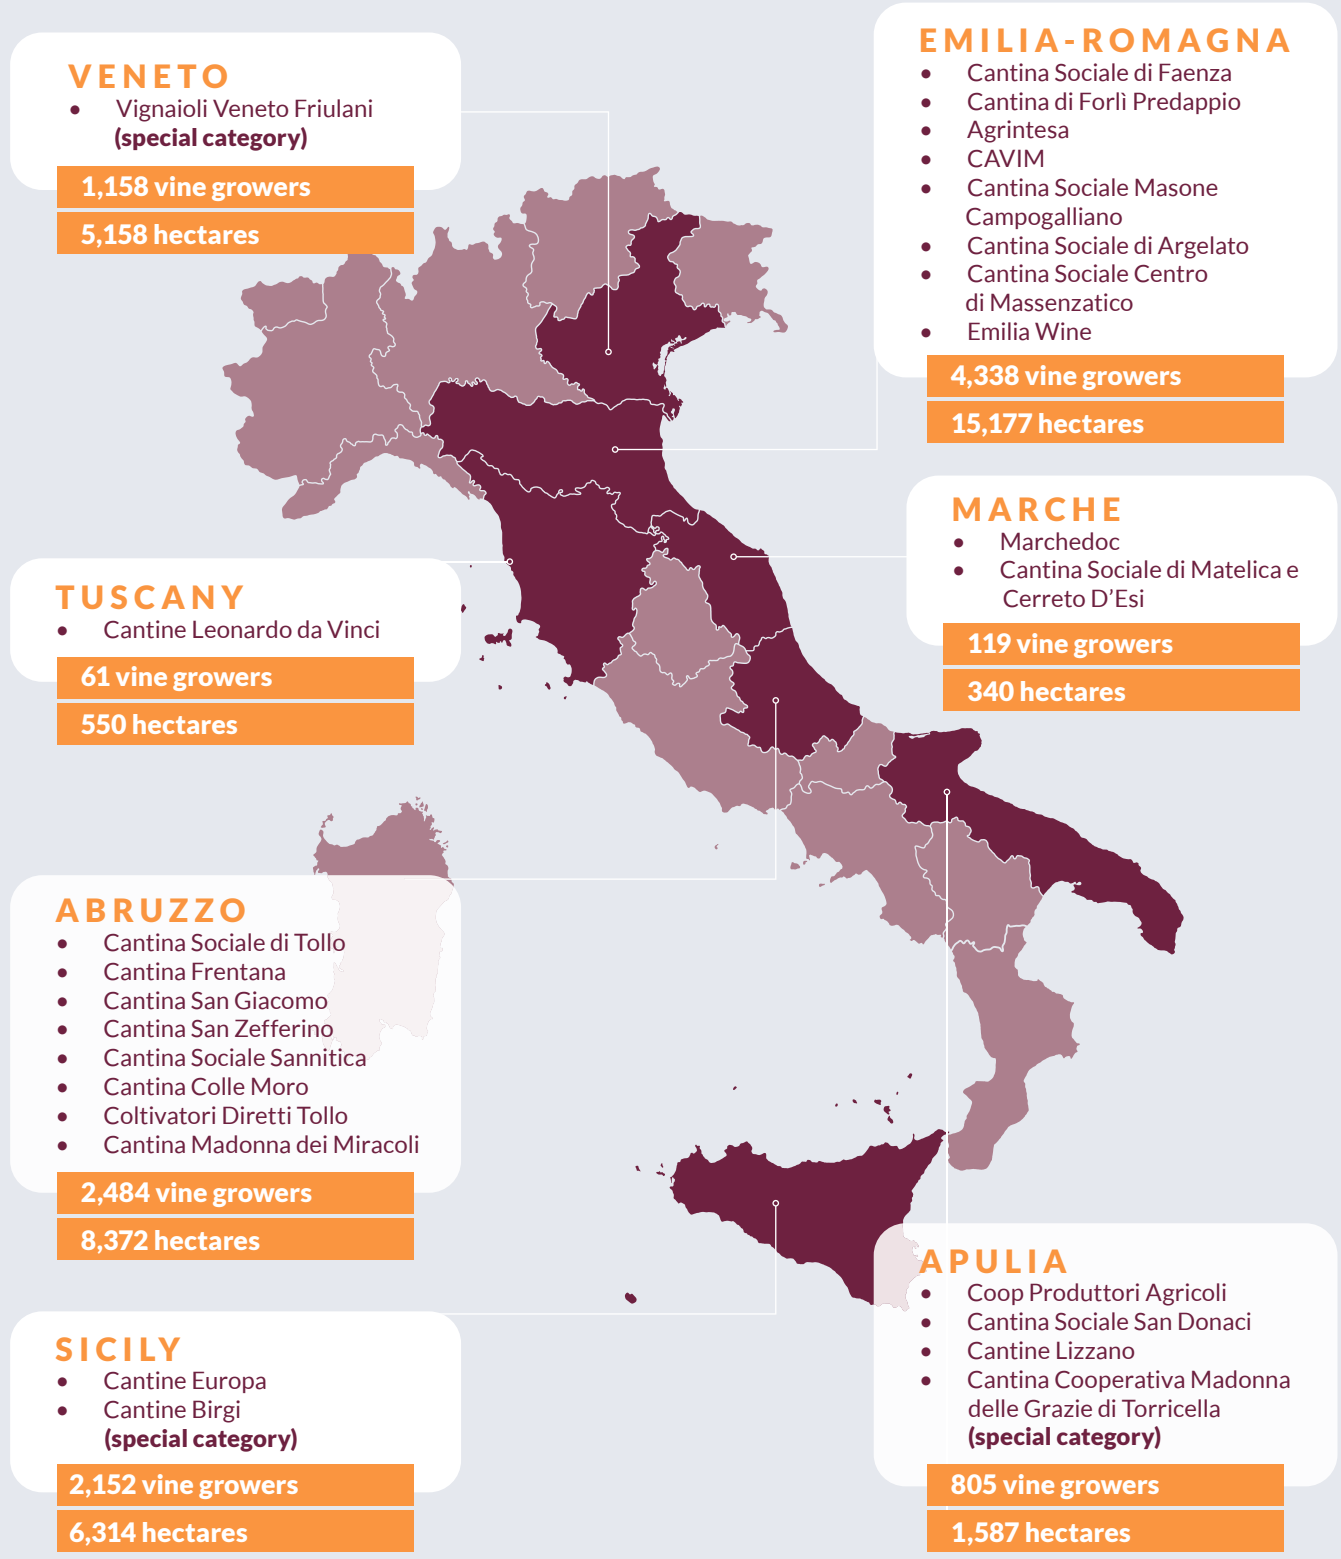 VENETO
• Vignaioli Veneto Friulani
(special category)
1,158 vine growers
5,158 hectares
EMILIA-ROMAGNA
• Cantina Sociale di Faenza
• Cantina di Forlì Predappio
• Agrintesa
• CAVIM
• Cantina Sociale Masone
Campogalliano
• Cantina Sociale di Argelato
• Cantina Sociale Centro
di Massenzatico
• Emilia Wine
4,338 vine growers
15,177 hectares
MARCHE
• Marchedoc
• Cantina Sociale di Matelica e
Cerreto D’Esi
119 vine growers
340 hectares
TUSCANY
• Cantine Leonardo da Vinci
61 vine growers
550 hectares
ABRUZZO
• Cantina Sociale di Tollo
• Cantina Frentana
• Cantina San Giacomo
• Cantina San Zefferino
• Cantina Sociale Sannitica
• Cantina Colle Moro
• Coltivatori Diretti Tollo
• Cantina Madonna dei Miracoli
2,484 vine growers
8,372 hectares
SICILY
• Cantine Europa
• Cantine Birgi
(special category)
2,152 vine growers
6,314 hectares
APULIA
• Coop Produttori Agricoli
• Cantina Sociale San Donaci
• Cantine Lizzano
• Cantina Cooperativa Madonna
delle Grazie di Torricella
(special category)
805 vine growers
1,587 hectares